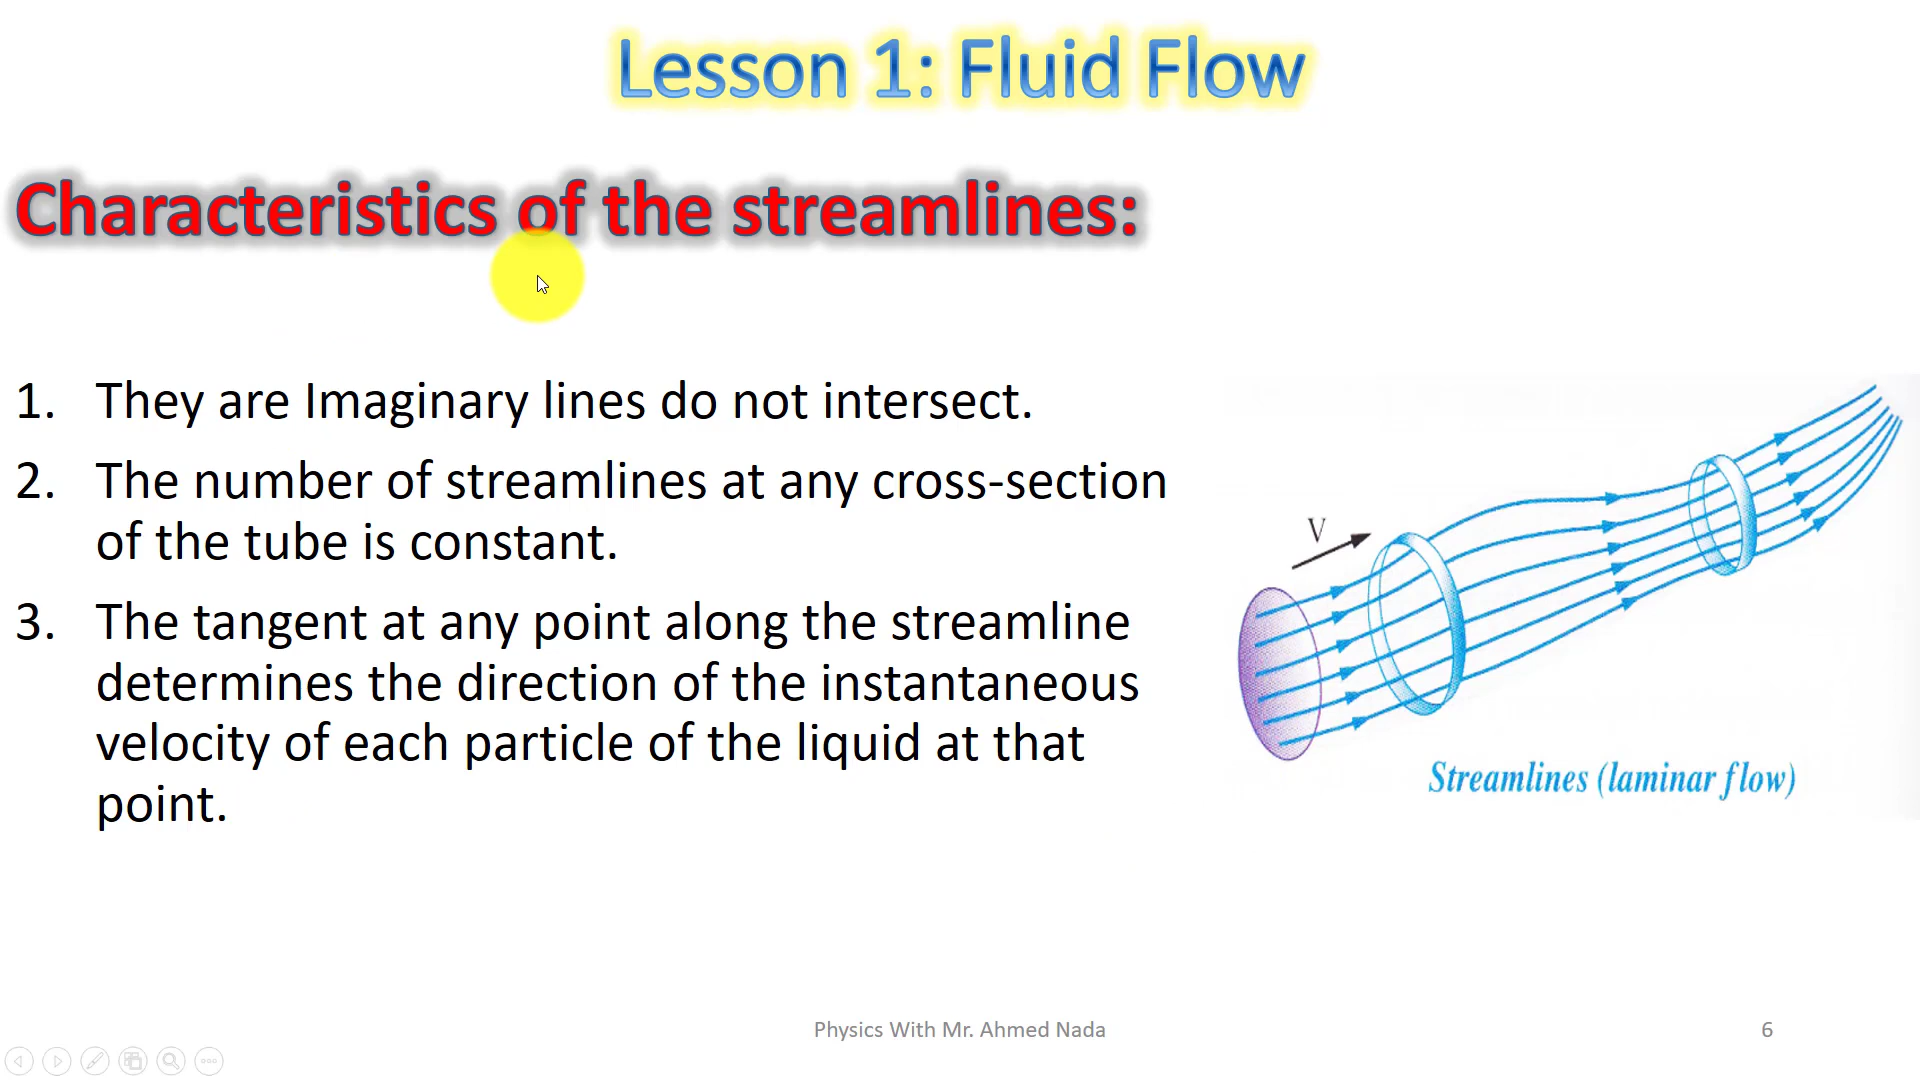 Lesson 1: Fluid Flow
Characteristics of the streamlines:
1. They are Imaginary lines do not intersect.
2. The number of streamlines at any cross-section
of the tube is constant.
3. The tangent at any point along the streamline
determines the direction of the instantaneous
velocity of each particle of the liquid at that
point.
V
Streamlines (laminar flow)
Physics With Mr. Ahmed Nada
6